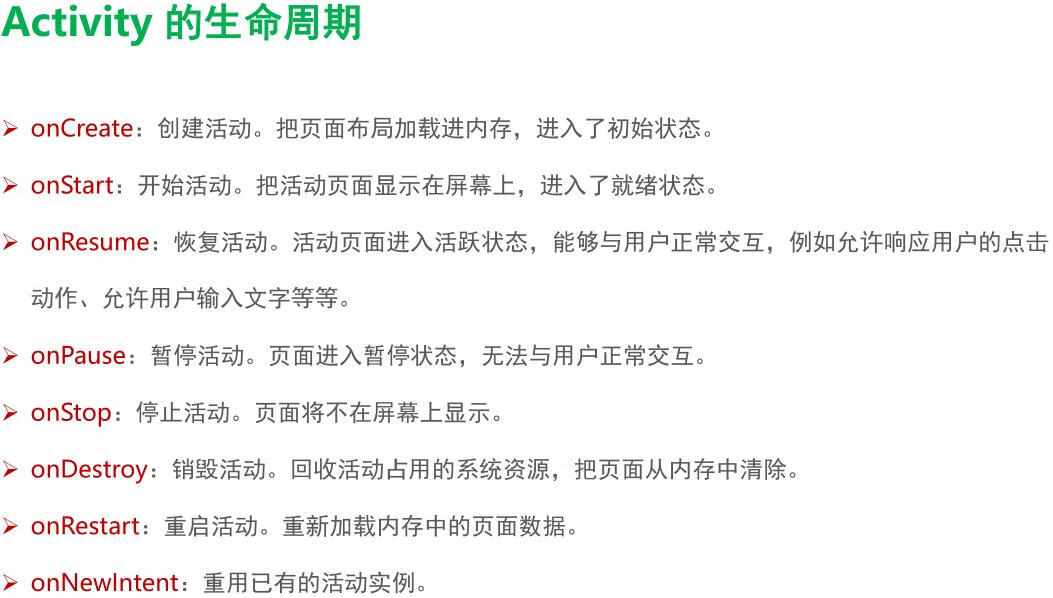 Activity 的生命周期
➢ onCreate：创建活动。把页面布局加载进内存，进入了初始状态。
➢ onStart：开始活动。把活动页面显示在屏幕上，进入了就绪状态。
➢ onResume：恢复活动。活动页面进入活跃状态，能够与用户正常交互，例如允许响应用户的点击
动作、允许用户输入文字等等。
➢ onPause：暂停活动。页面进入暂停状态，无法与用户正常交互。
➢ onStop：停止活动。页面将不在屏幕上显示。
➢ onDestroy：销毁活动。回收活动占用的系统资源，把页面从内存中清除。
➢ onRestart：重启活动。重新加载内存中的页面数据。
➢ onNewIntent：重用已有的活动实例。